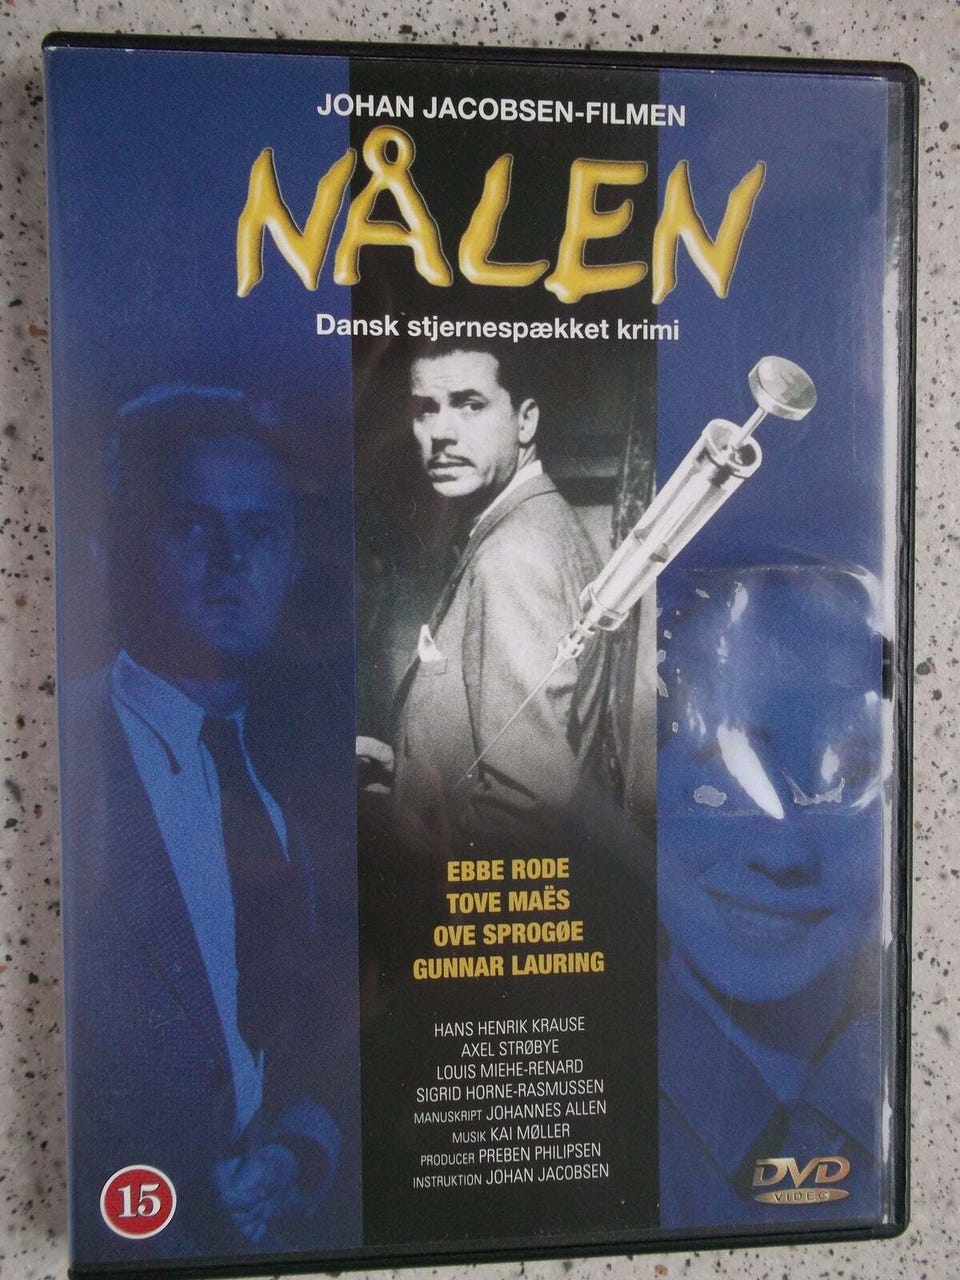 JOHAN JACOBSEN-FILMEN
NÅLEN
Dansk stjernespækket krimi
EBBE RODE
TOVE MAËS
OVE SPROGØE
GUNNAR LAURING
HANS HENRIK KRAUSE
AXEL STRØBYE
LOUIS MIEHE-RENARD
SIGRID HORNE-RASMUSSEN
MANUSKRIPT JOHANNES ALLEN
MUSIK KAI MØLLER
PRODUCER PREBEN PHILIPSEN
INSTRUKTION JOHAN JACOBSEN
15
DVD
VIDEO